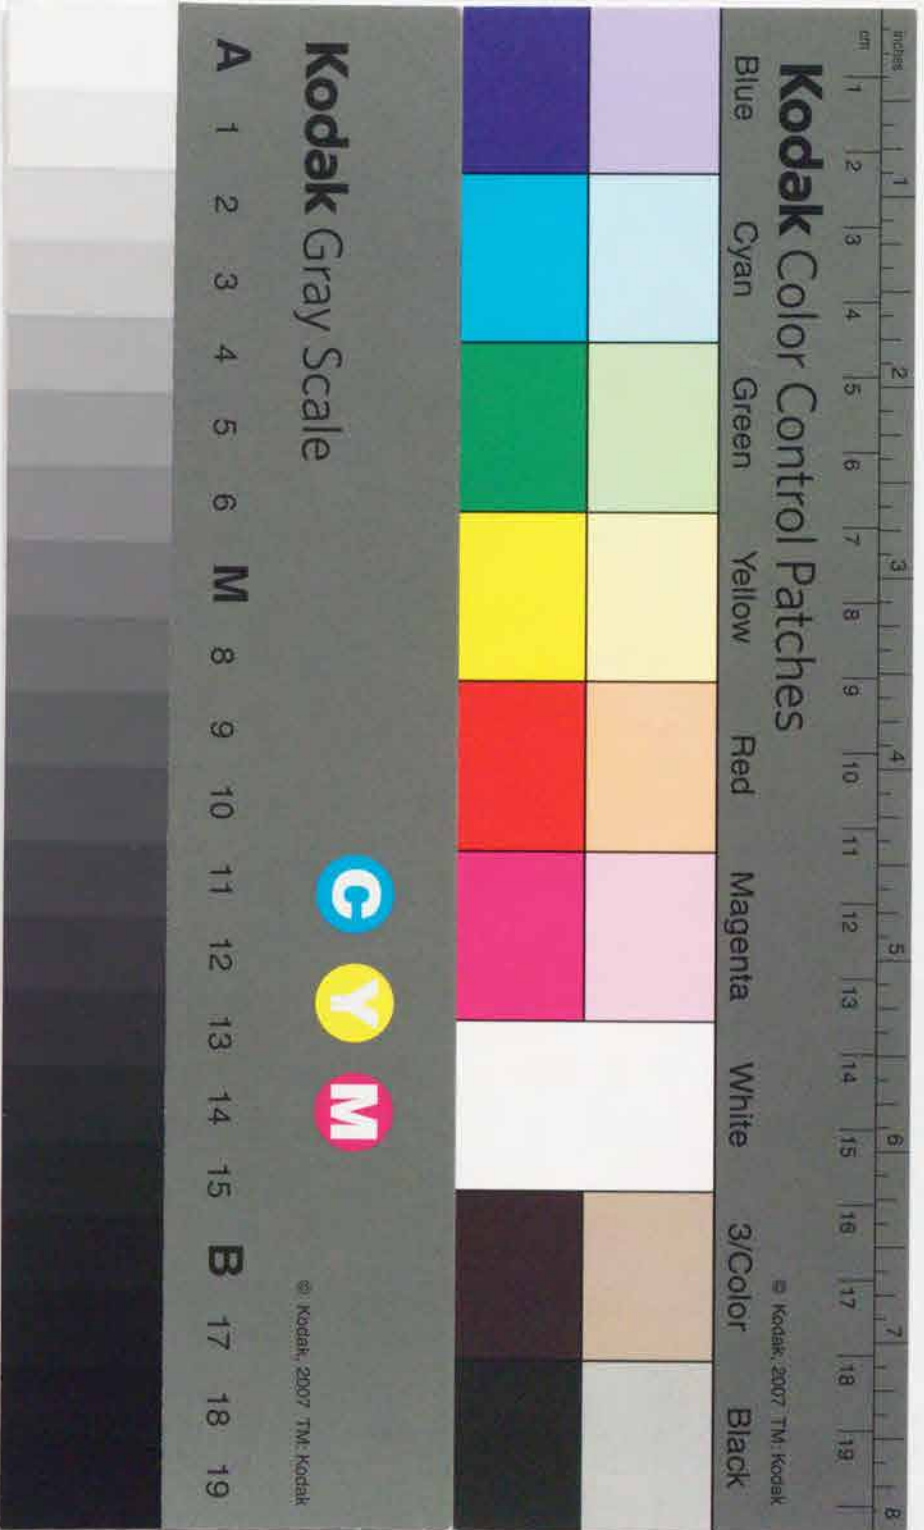 inches 1 2 3 4 5 6 7 8
cm 1 2 3 4 5 6 7 8 9 10 11 12 13 14 15 16 17 18 19
Kodak Color Control Patches
© Kodak, 2007 TM: Kodak
Blue Cyan Green Yellow Red Magenta White 3/Color Black
Kodak Gray Scale
C Y M
© Kodak, 2007 TM: Kodak
A 1 2 3 4 5 6 M 8 9 10 11 12 13 14 15 B 17 18 19